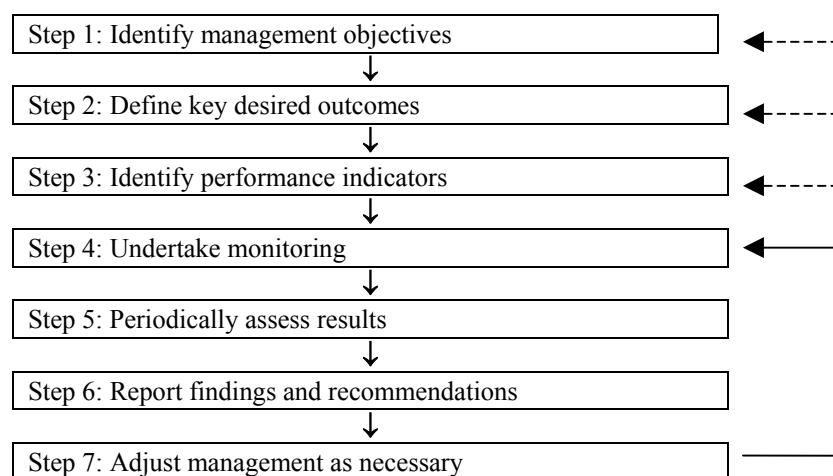 Step 1: Identify management objectives
Step 2: Define key desired outcomes
Step 3: Identify performance indicators
Step 4: Undertake monitoring
Step 5: Periodically assess results
Step 6: Report findings and recommendations
Step 7: Adjust management as necessary